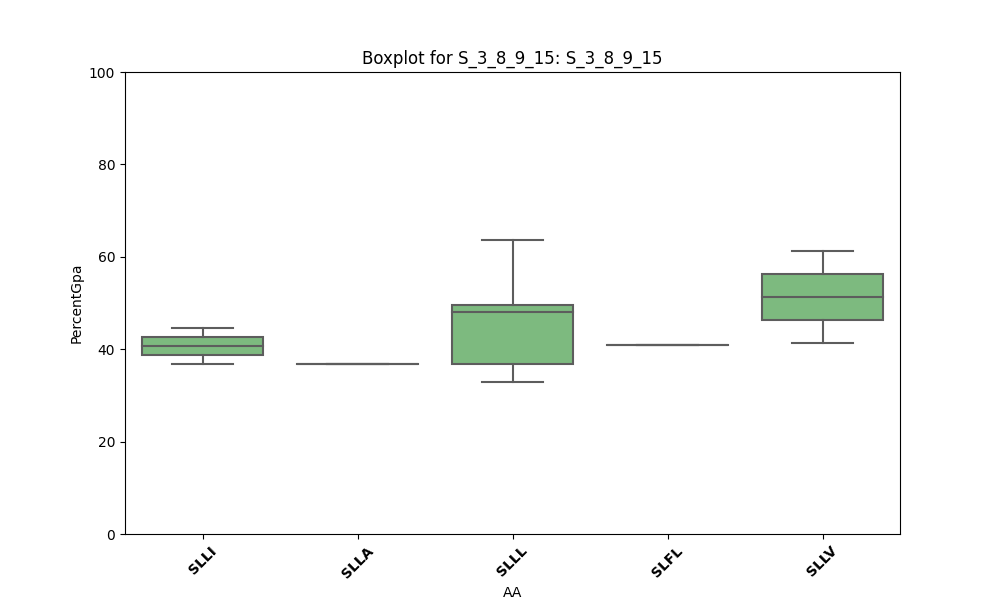 Boxplot for S_3_8_9_15: S_3_8_9_15
PercentGpa
100
80
60
40
20
0
SLLI
SLLA
SLLL
SLFL
SLLV
AA